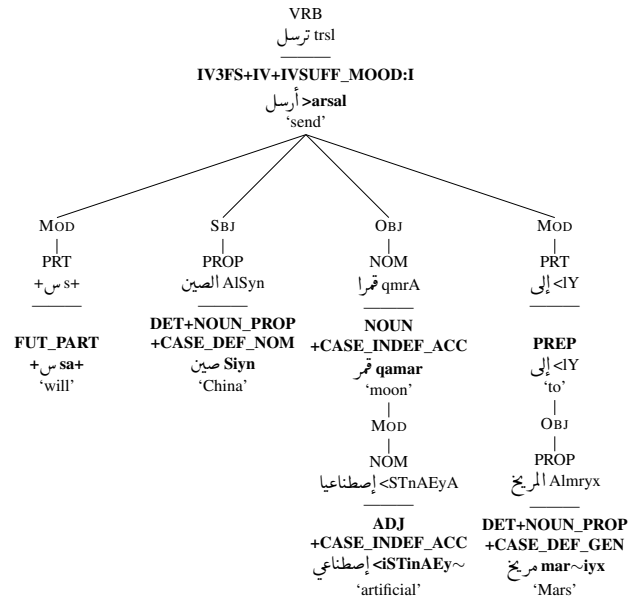 VRB
ترسل trsl
IV3FS+IV+IVSUFF_MOOD:I
أرسل >arsal
‘send’
MOD SBJ OBJ MOD
PRT PROP NOM PRT
+س s+ الصين AlSyn قمرا qmrA إلى <lY
FUT_PART DET+NOUN_PROP NOUN PREP
+CASE_DEF_NOM +CASE_INDEF_ACC
+س sa+ صين Siyn قمر qamar إلى <lY
‘will’ ‘China’ ‘moon’ ‘to’
MOD OBJ
NOM PROP
إصطناعيا <STnAEyA المريخ Almryx
ADJ DET+NOUN_PROP
+CASE_INDEF_ACC +CASE_DEF_GEN
إصطناعي <iSTinAEy~ مريخ mar~iyx
‘artificial’ ‘Mars’